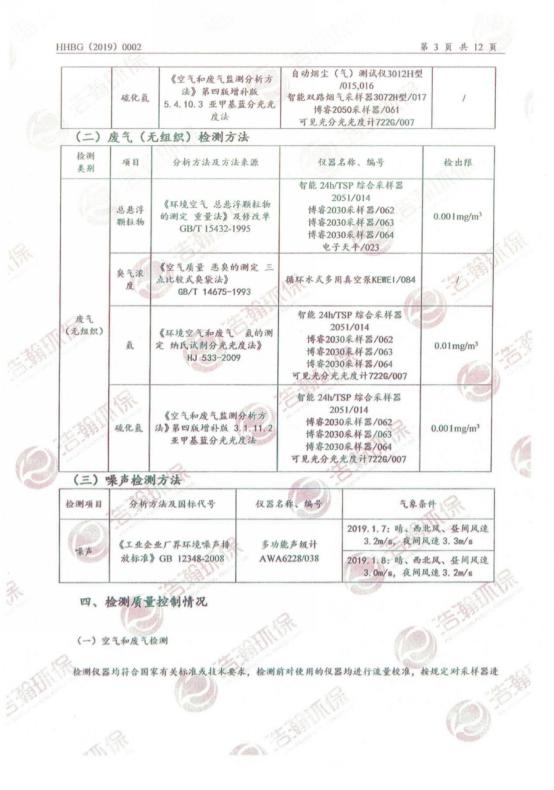 HHBG（2019）0002
第 3 页 共 12 页
硫化氢
《空气和废气监测分析方
法》第四版增补版
5.4.10.3 亚甲基蓝分光光
度法
自动烟尘（气）测试仪3012H型
/015,016
智能双路烟气采样器3072H型/017
博睿2050采样器/061
可见光分光光度计722G/007
/
（二）废气（无组织）检测方法
检测
类别
项目
分析方法及方法来源
仪器名称、编号
检出限
废气
（无组织）
总悬浮
颗粒物
《环境空气 总悬浮颗粒物
的测定 重量法》及修改单
GB/T 15432-1995
智能 24h/TSP 综合采样器
2051/014
博睿2030采样器/062
博睿2030采样器/063
博睿2030采样器/064
电子天平/023
0.001mg/m³
臭气浓
度
《空气质量 恶臭的测定 三
点比较式臭袋法》
GB/T 14675-1993
循环水式多用真空泵KEWEI/084
/
氨
《环境空气和废气 氨的测
定 纳氏试剂分光光度法》
HJ 533-2009
智能 24h/TSP 综合采样器
2051/014
博睿2030采样器/062
博睿2030采样器/063
博睿2030采样器/064
可见光分光光度计722G/007
0.01mg/m³
硫化氢
《空气和废气监测分析方
法》第四版增补版 3.1.11.2
亚甲基蓝分光光度法
智能 24h/TSP 综合采样器
2051/014
博睿2030采样器/062
博睿2030采样器/063
博睿2030采样器/064
可见光分光光度计722G/007
0.001mg/m³
（三）噪声检测方法
检测项目
分析方法及国标代号
仪器名称、编号
气象条件
噪声
《工业企业厂界环境噪声排
放标准》GB 12348-2008
多功能声级计
AWA6228/038
2019.1.7：晴、西北风、昼间风速
3.2m/s，夜间风速 3.3m/s
2019.1.8：晴、西北风、昼间风速
3.0m/s，夜间风速 3.2m/s
四、检测质量控制情况
（一）空气和废气检测
检测仪器均符合国家有关标准或技术要求，检测前对使用的仪器均进行流量校准，按规定对采样器进
浩瀚环保